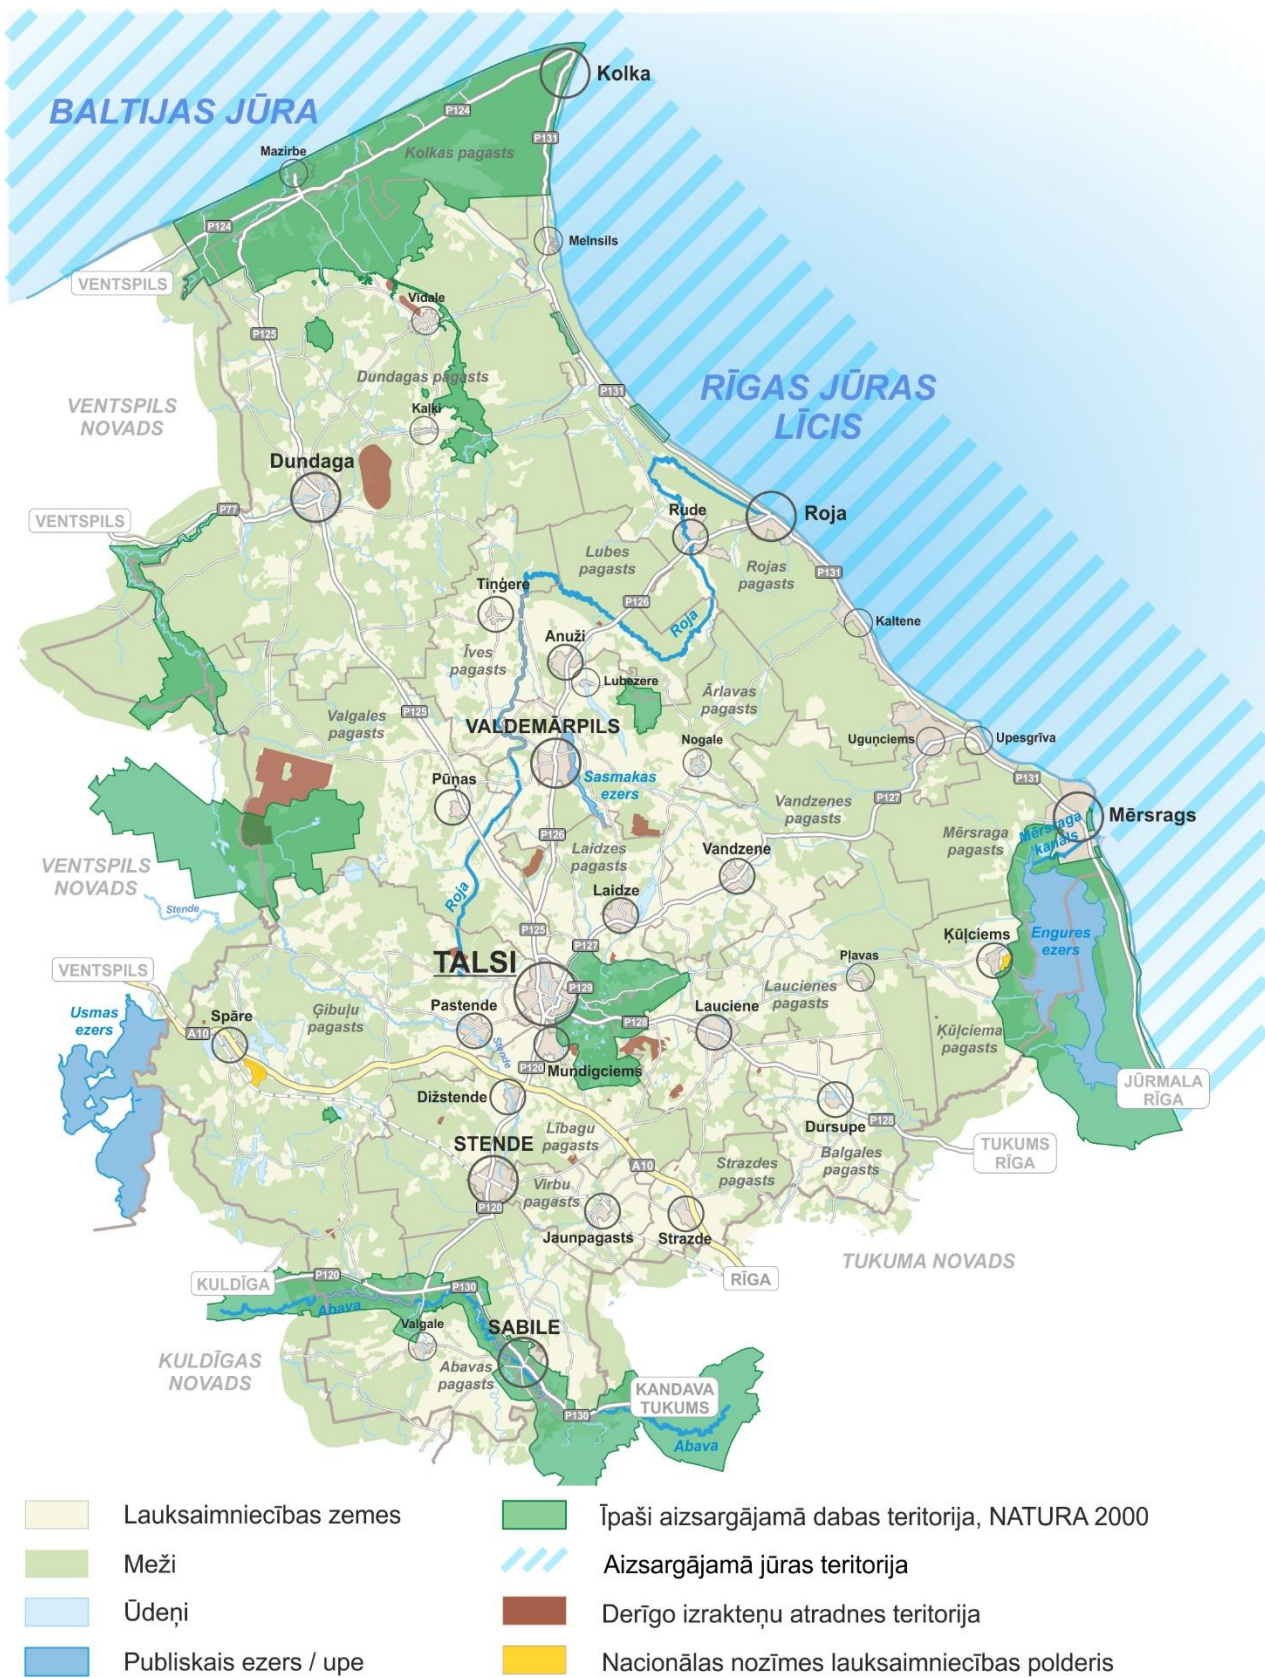 Kolka
BALTIJAS JŪRA
P124
P131
Mazirbe
Kolkas pagasts
P124
Melnsils
VENTSPILS
Vīdale
P125
RĪGAS JŪRAS
LĪCIS
Dundagas pagasts
P131
VENTSPILS
NOVADS
Kaļķi
Dundaga
VENTSPILS
P77
Rude
Roja
Lubes
pagasts
Rojas
pagasts
P131
Tiņģere
P126
Roja
Kaltene
Anuži
Īves
pagasts
Lubezere
Ārlavas
pagasts
Valgales
pagasts
P125
VALDEMĀRPILS
Nogale
Uguņciems
Upesgrīva
Pūņas
Sasmakas
ezers
P131
P127
Vandzenes
pagasts
Mērsrags
P126
Mērsraga
pagasts
Mērsraga
kanāls
Laidzes
pagasts
Vandzene
VENTSPILS
NOVADS
Roja
Laidze
Stende
P125
P127
Ķūļciems
Engures
ezers
VENTSPILS
TALSI
Pļavas
P129
Usmas
ezers
Spāre
Ģibuļu
pagasts
Pastende
Lauciene
Laucienes
pagasts
A10
P128
Stende
Ķūļciema
pagasts
P120
Mundigciems
JŪRMALA
RĪGA
Dižstende
Dursupe
P128
Lībagu
pagasts
STENDE
TUKUMS
RĪGA
Balgales
pagasts
A10
Strazdes
pagasts
Virbu
pagasts
P120
Jaunpagasts
Strazde
TUKUMA NOVADS
KULDĪGA
P120
P130
RĪGA
Abava
Valgale
SABILE
KULDĪGAS
NOVADS
Abavas
pagasts
KANDAVA
TUKUMS
P130
Abava
Lauksaimniecības zemes
Īpaši aizsargājamā dabas teritorija, NATURA 2000
Meži
Aizsargājamā jūras teritorija
Ūdeņi
Derīgo izrakteņu atradnes teritorija
Publiskais ezers / upe
Nacionālas nozīmes lauksaimniecības polderis